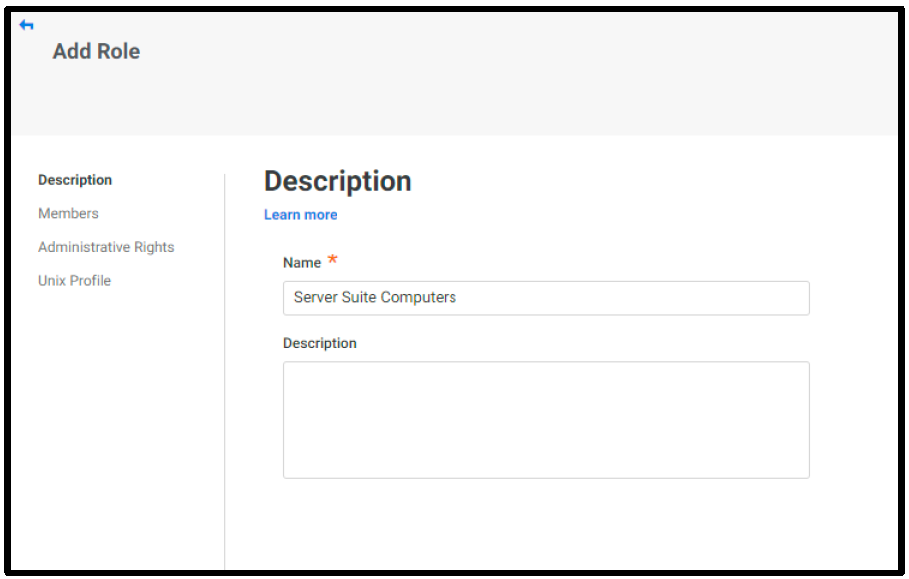 Add Role
Description
Members
Administrative Rights
Unix Profile
Description
Learn more
Name *
Server Suite Computers
Description